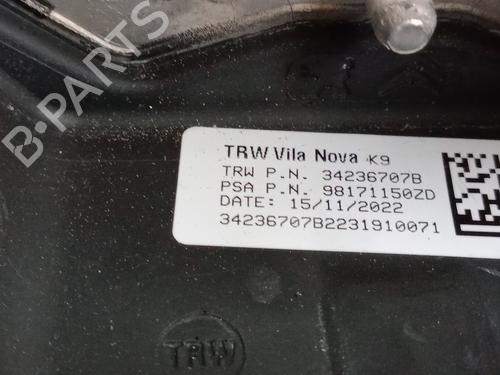 B-PARTS
TRW Vila Nova K9
TRW P.N. 34236707B
PSA P.N. 98171150ZD
DATE: 15/11/2022
34236707B2231910071
TRW